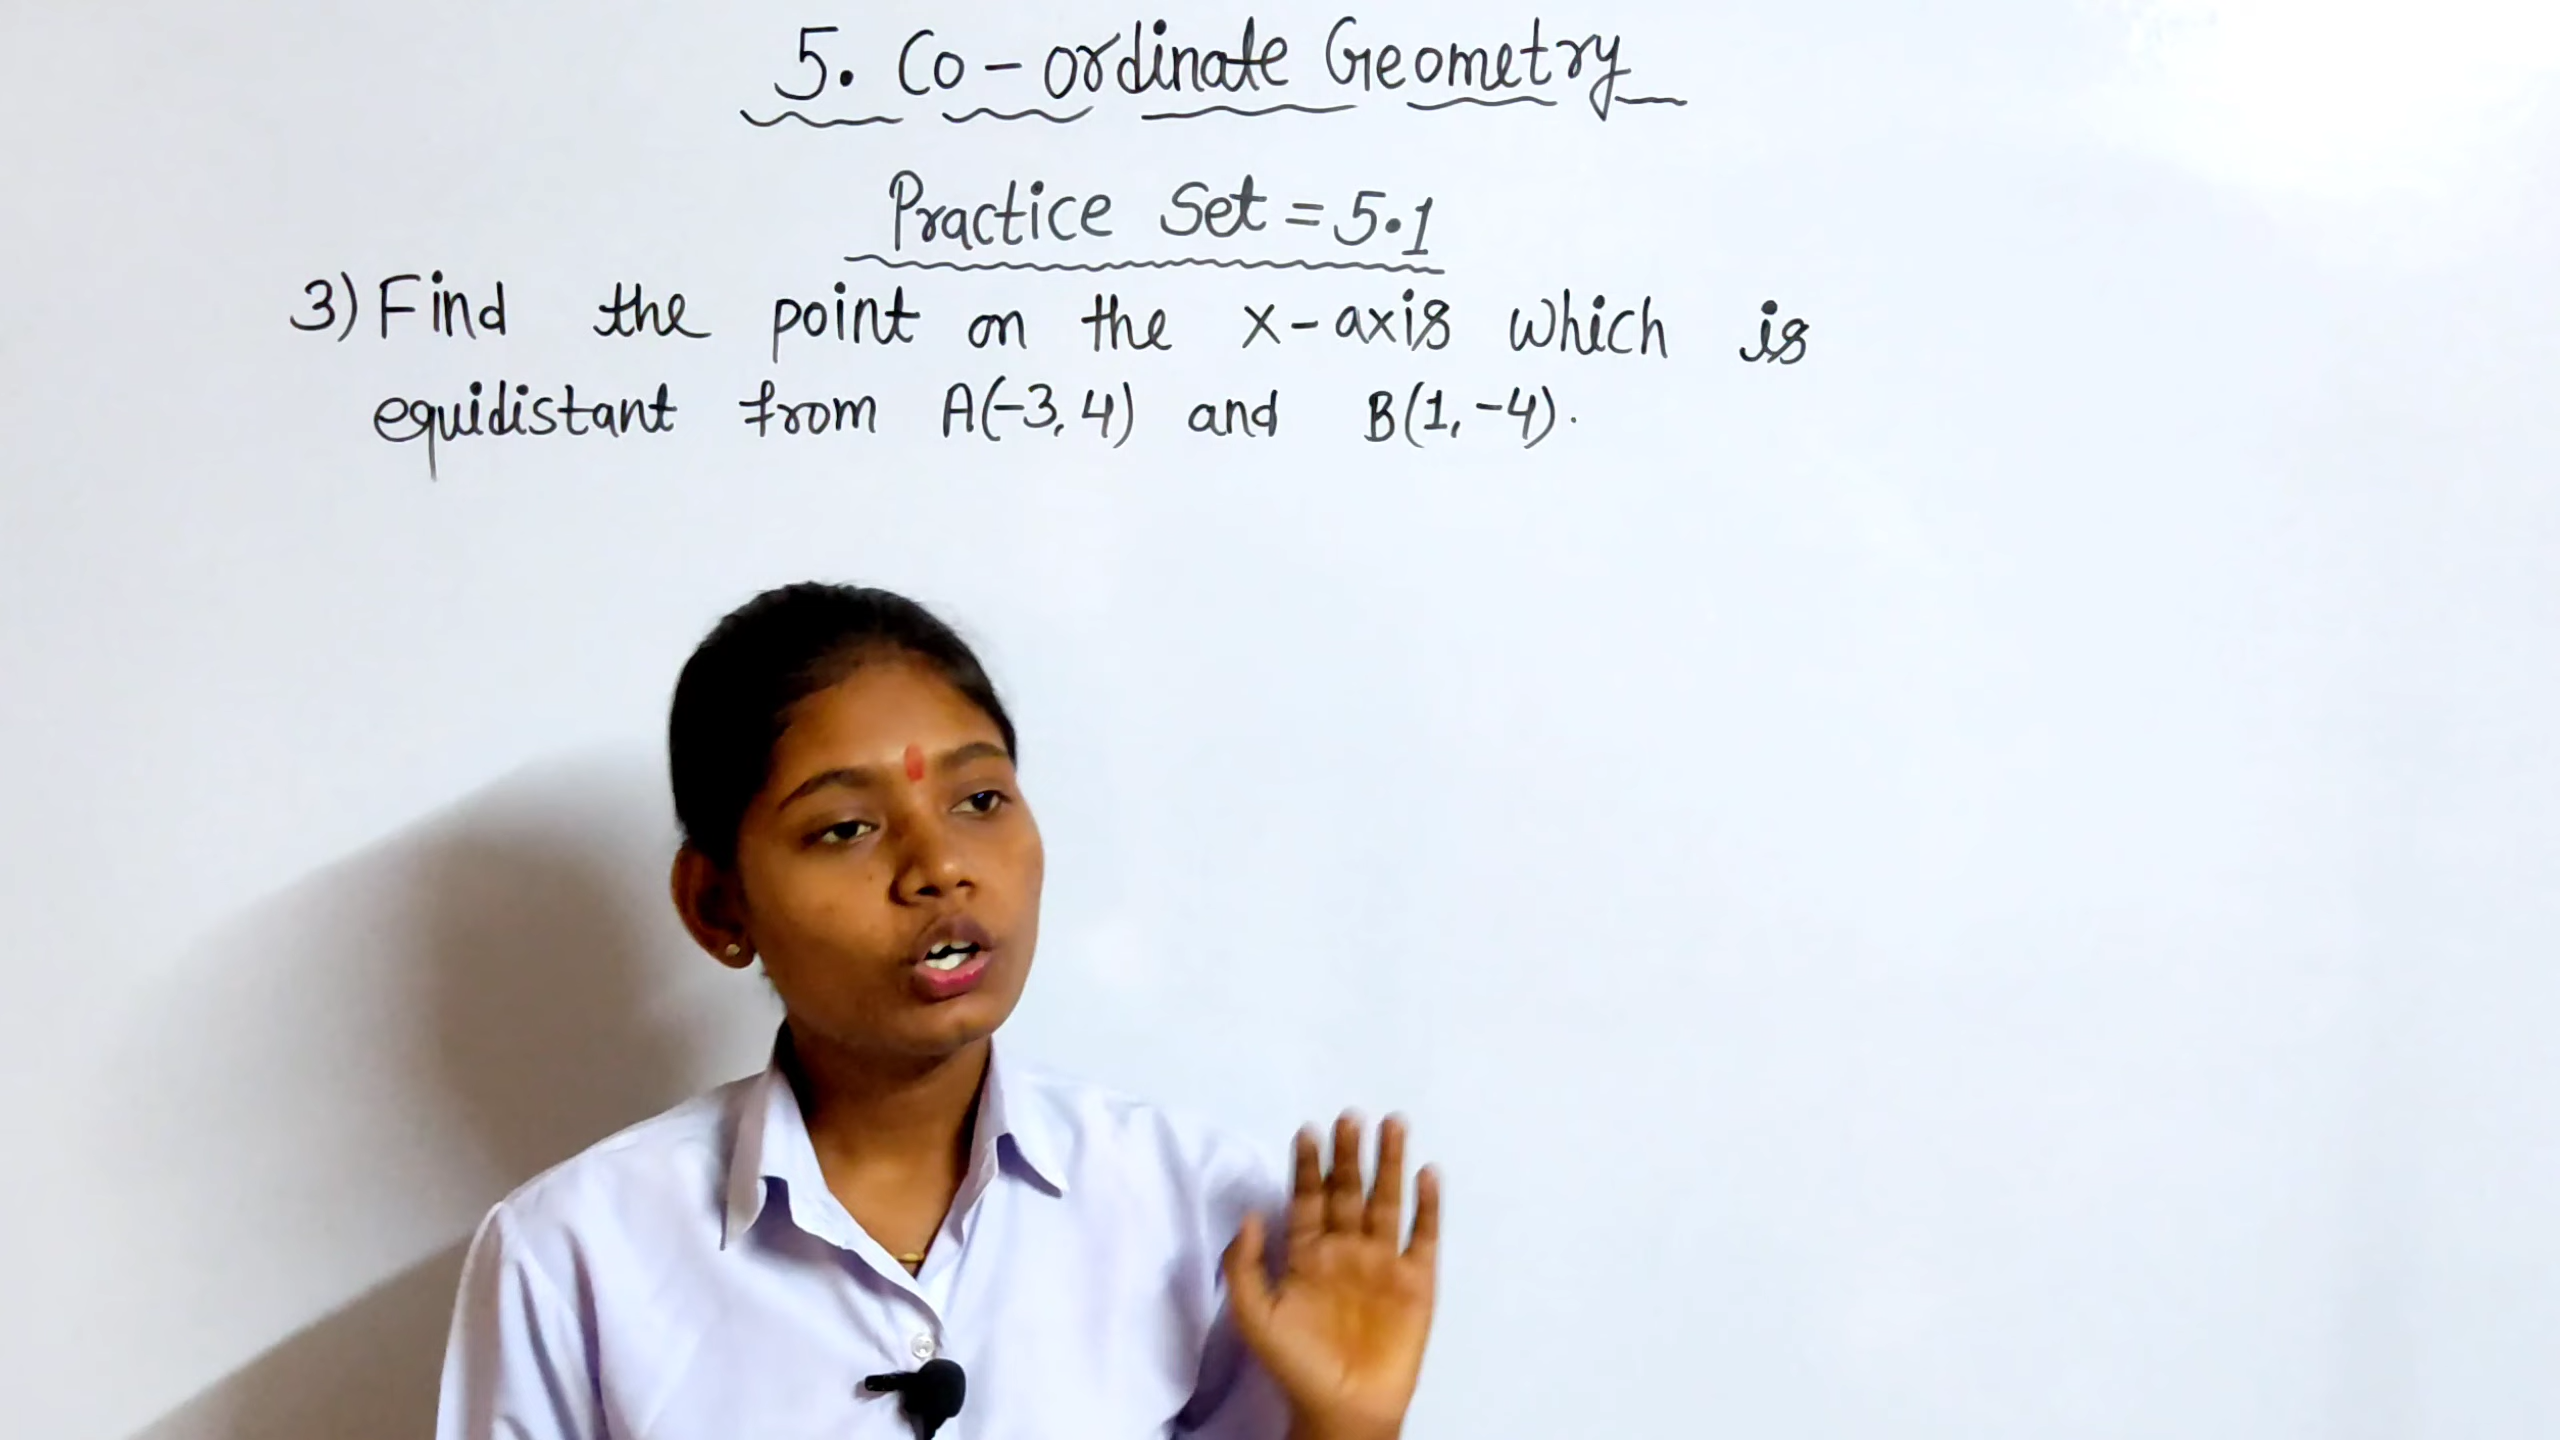 5. Co-ordinate Geometry
Practice Set = 5.1
3) Find the point on the x-axis which is
equidistant from A(-3, 4) and B(1, -4).